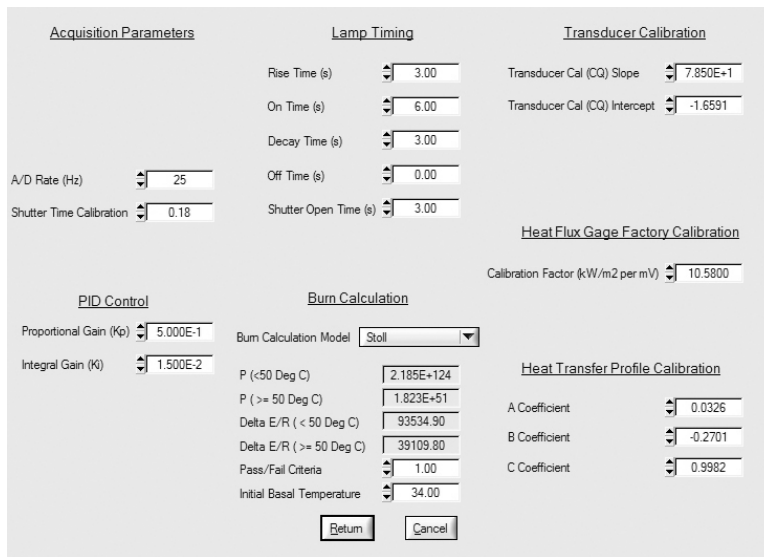 Acquisition Parameters
A/D Rate (Hz) 25
Shutter Time Calibration 0.18
PID Control
Proportional Gain (Kp) 5.000E-1
Integral Gain (Ki) 1.500E-2
Lamp Timing
Rise Time (s) 3.00
On Time (s) 6.00
Decay Time (s) 3.00
Off Time (s) 0.00
Shutter Open Time (s) 3.00
Burn Calculation
Burn Calculation Model Stoll
P (<50 Deg C) 2.185E+124
P ( >= 50 Deg C) 1.823E+51
Delta E/R ( < 50 Deg C) 93534.90
Delta E/R ( >= 50 Deg C) 39109.80
Pass/Fail Criteria 1.00
Initial Basal Temperature 34.00
Return Cancel
Transducer Calibration
Transducer Cal (CQ) Slope 7.850E+1
Transducer Cal (CQ) Intercept -1.6591
Heat Flux Gage Factory Calibration
Calibration Factor (kW/m2 per mV) 10.5800
Heat Transfer Profile Calibration
A Coefficient 0.0326
B Coefficient -0.2701
C Coefficient 0.9982